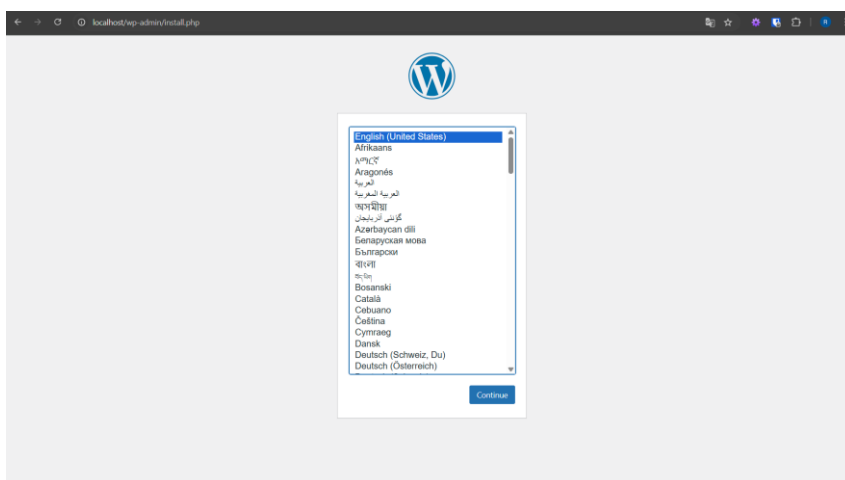 localhost/wp-admin/install.php
English (United States)
Afrikaans
አማርኛ
Aragonés
العربية
العربية المغربية
অসমীয়া
گؤنئی آذربایجان
Azərbaycan dili
Беларуская мова
Български
বাংলা
བོད་ཡིག
Bosanski
Català
Cebuano
Čeština
Cymraeg
Dansk
Deutsch (Schweiz, Du)
Deutsch (Österreich)
Continue